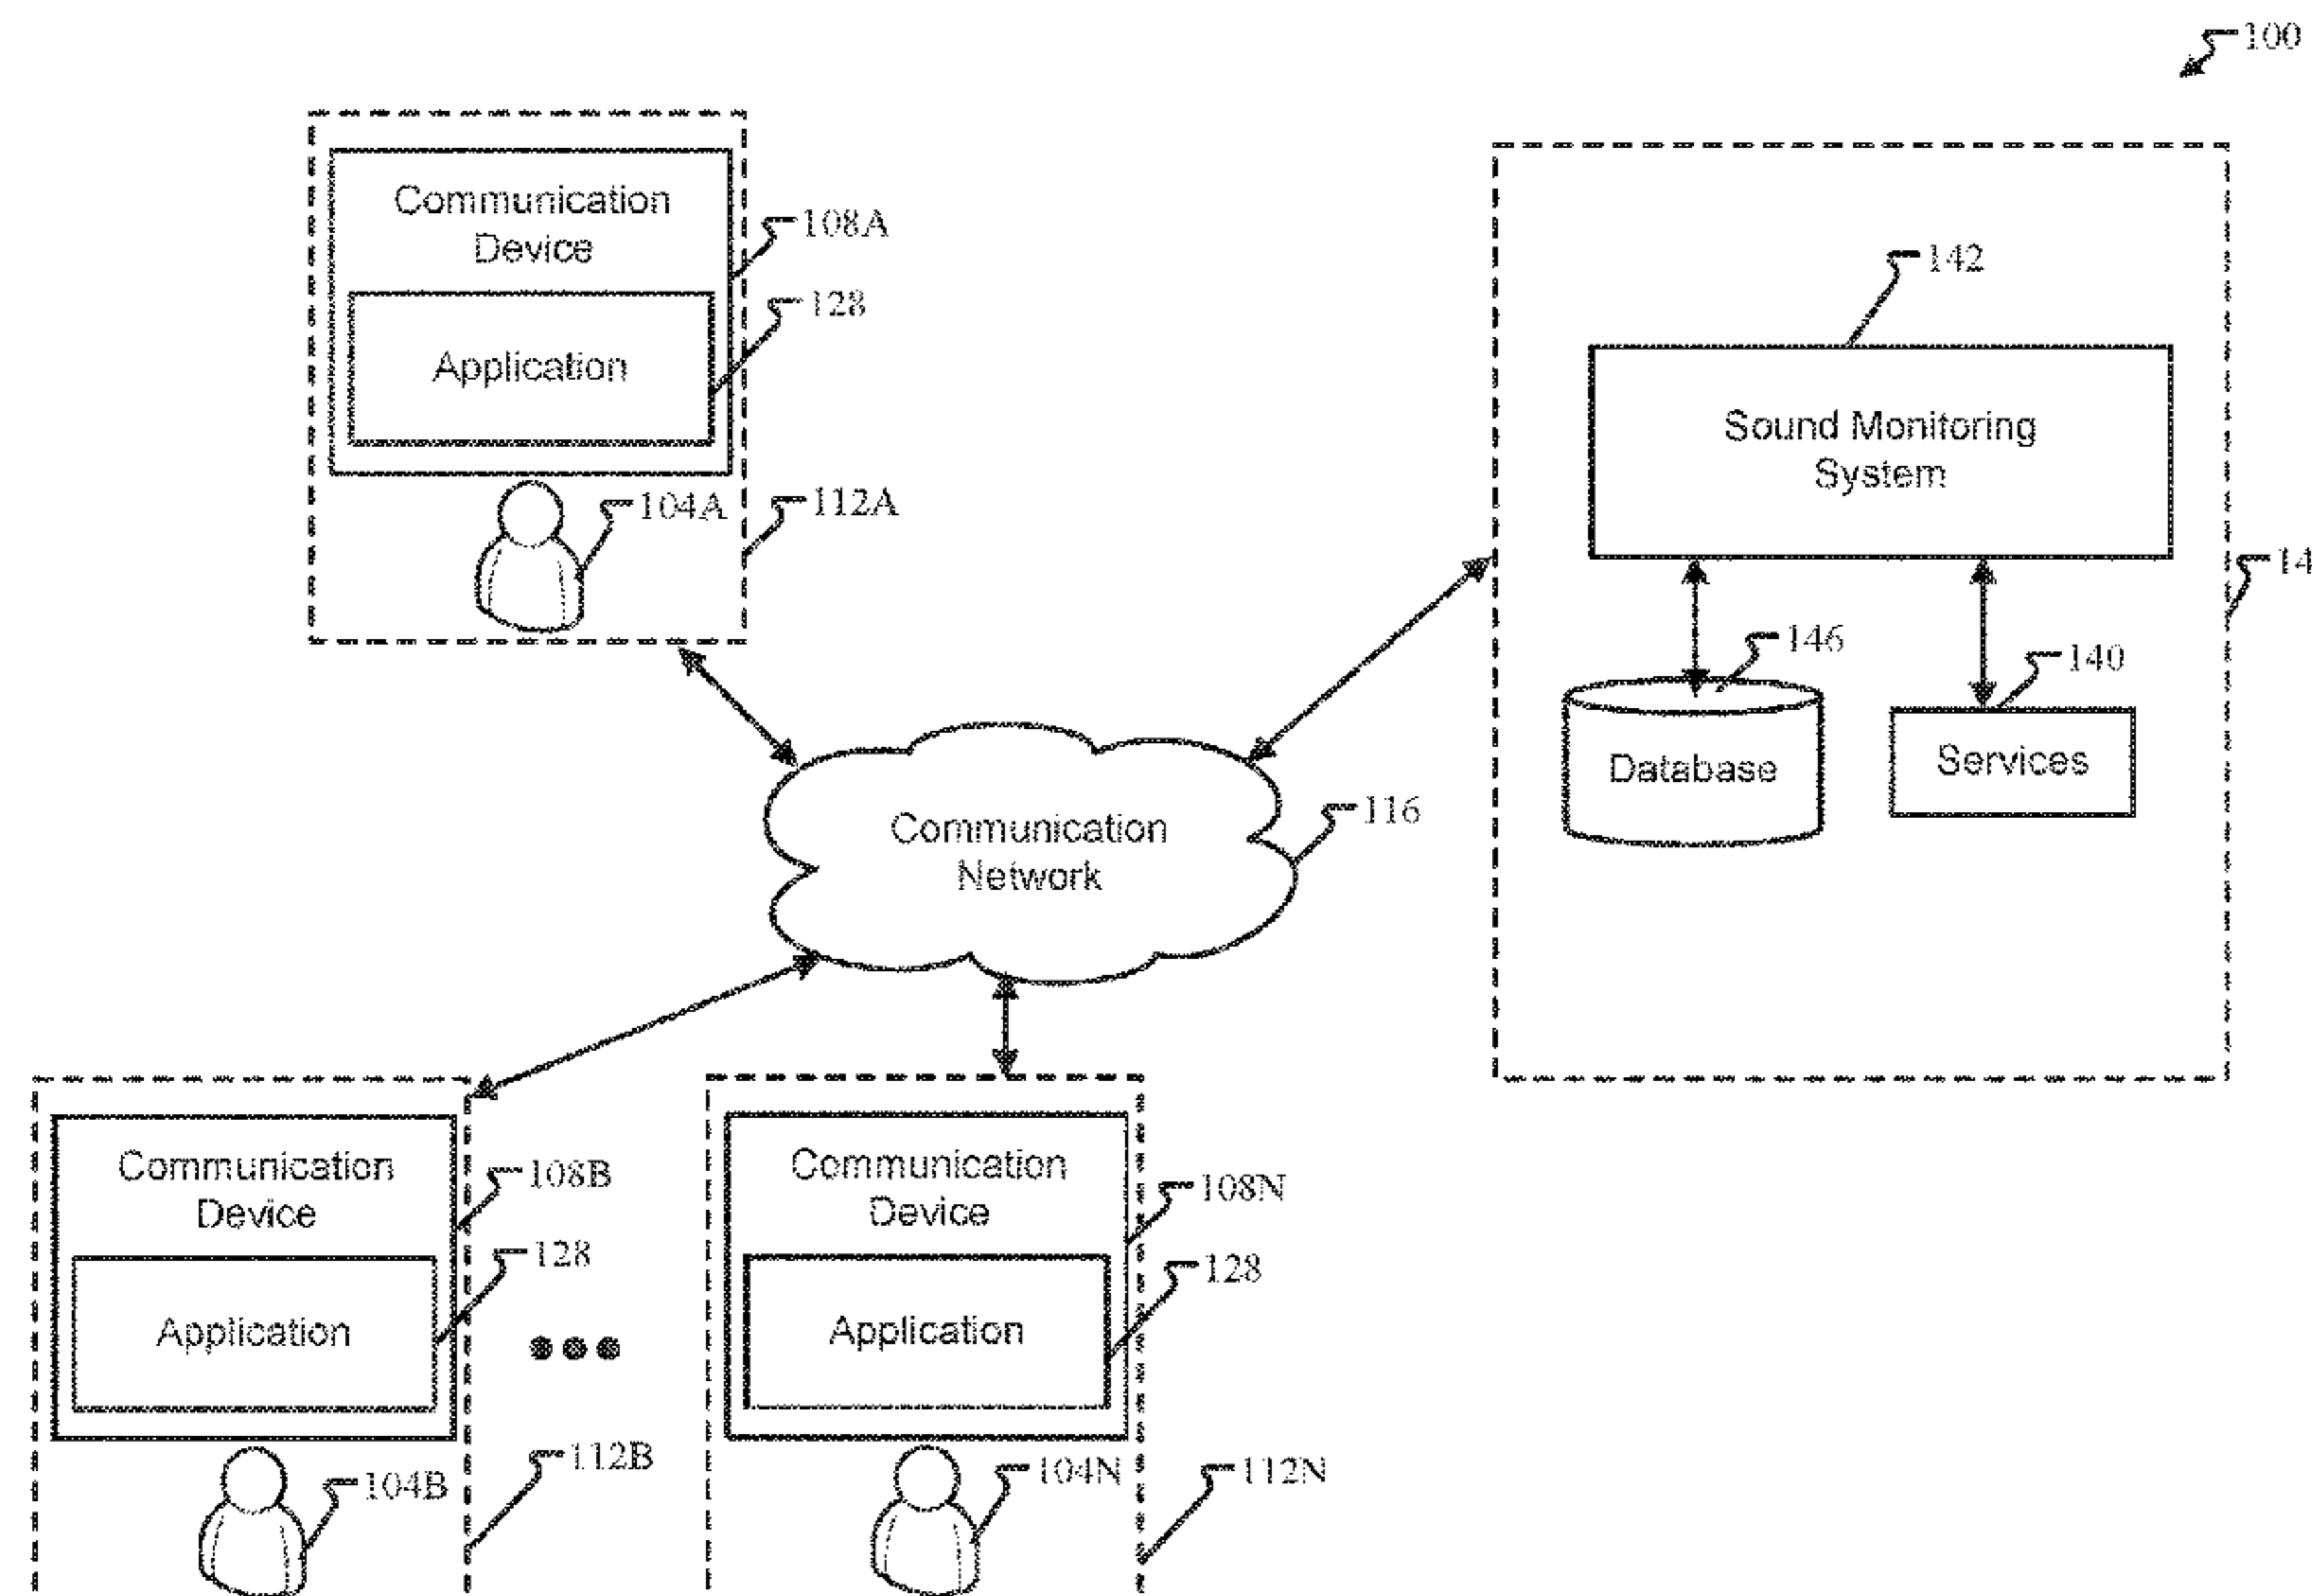 100
Communication
Device
108A
128
Application
104A
112A
142
Sound Monitoring
System
14
146
140
Database
Services
Communication
Network
116
Communication
Device
108B
128
Application
104B
112B
Communication
Device
108N
128
Application
104N
112N